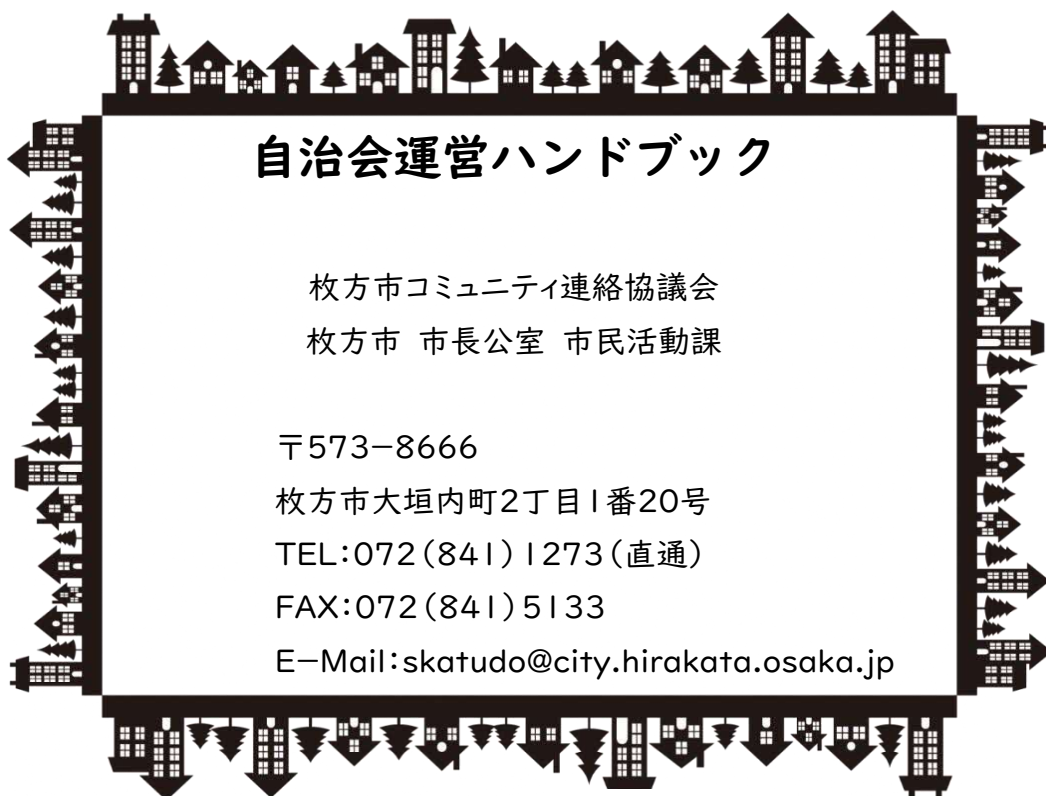 自治会運営ハンドブック
枚方市コミュニティ連絡協議会
枚方市 市長公室 市民活動課
〒573-8666
枚方市大垣内町2丁目1番20号
TEL:072(841)1273(直通)
FAX:072(841)5133
E-Mail:skatudo@city.hirakata.osaka.jp